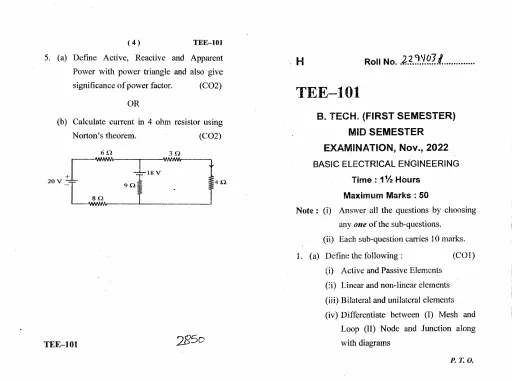 ( 4 )
TEE–101
5. (a) Define Active, Reactive and Apparent
Power with power triangle and also give
significance of power factor. (CO2)
OR
(b) Calculate current in 4 ohm resistor using
Norton's theorem. (CO2)
6 Ω
3 Ω
18 V
20 V
+
–
9 Ω
4 Ω
8 Ω
TEE–101
2850
H
Roll No. 2294038
TEE–101
B. TECH. (FIRST SEMESTER)
MID SEMESTER
EXAMINATION, Nov., 2022
BASIC ELECTRICAL ENGINEERING
Time : 1½ Hours
Maximum Marks : 50
Note : (i) Answer all the questions by choosing
any one of the sub-questions.
(ii) Each sub-question carries 10 marks.
1. (a) Define the following : (CO1)
(i) Active and Passive Elements
(ii) Linear and non-linear elements
(iii) Bilateral and unilateral elements
(iv) Differentiate between (I) Mesh and
Loop (II) Node and Junction along
with diagrams
P. T. O.